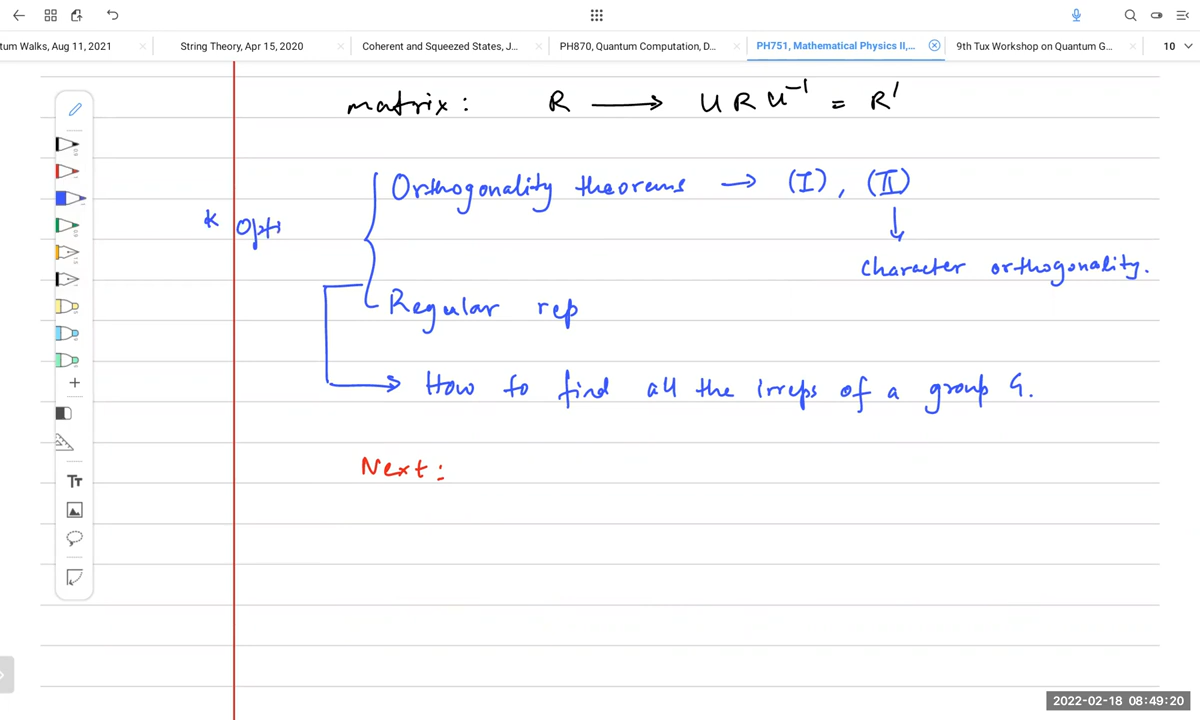 tum Walks, Aug 11, 2021
String Theory, Apr 15, 2020
Coherent and Squeezed States, J...
PH870, Quantum Computation, D...
PH751, Mathematical Physics II,...
9th Tux Workshop on Quantum G...
10
matrix : R → U R U⁻¹ = R'
Orthogonality theorems → (I), (II)
* Opti
Character orthogonality.
Regular rep
→ How to find all the irreps of a group G.
Next :
TT
2022-02-18 08:49:20